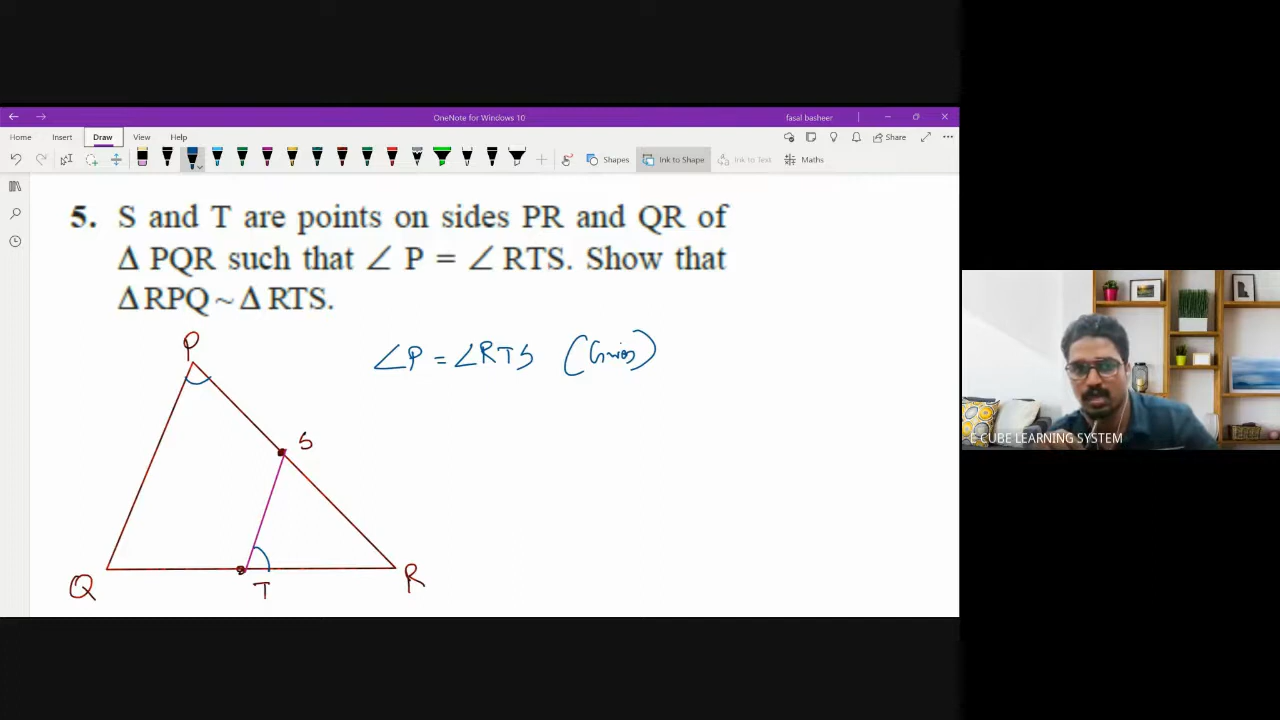 OneNote for Windows 10
fasal basheer
Home Insert Draw View Help
Share
Shapes Ink to Shape Ink to Text Maths
5. S and T are points on sides PR and QR of
Δ PQR such that ∠ P = ∠ RTS. Show that
Δ RPQ ~ Δ RTS.
P
∠P = ∠RTS
S
Q T R
E CUBE LEARNING SYSTEM